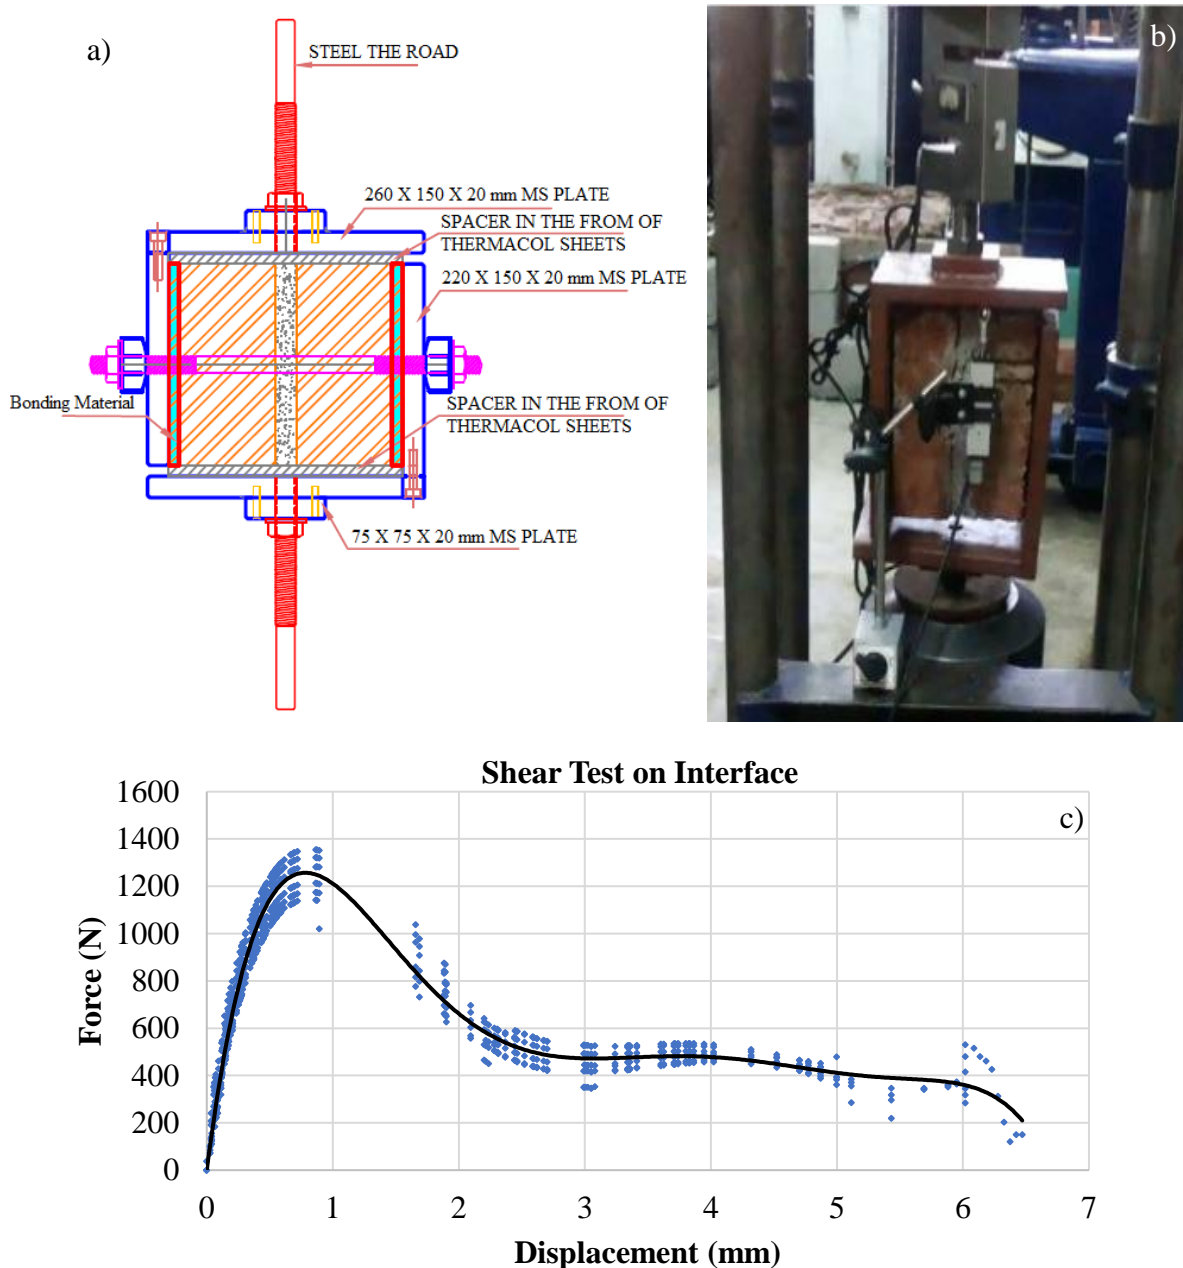 a)
STEEL THE ROAD
b)
260 X 150 X 20 mm MS PLATE
SPACER IN THE FROM OF
THERMACOL SHEETS
220 X 150 X 20 mm MS PLATE
Bonding Material
SPACER IN THE FROM OF
THERMACOL SHEETS
75 X 75 X 20 mm MS PLATE
Shear Test on Interface
c)
1600
1400
1200
1000
800
600
400
200
0
Force (N)
0 1 2 3 4 5 6 7
Displacement (mm)